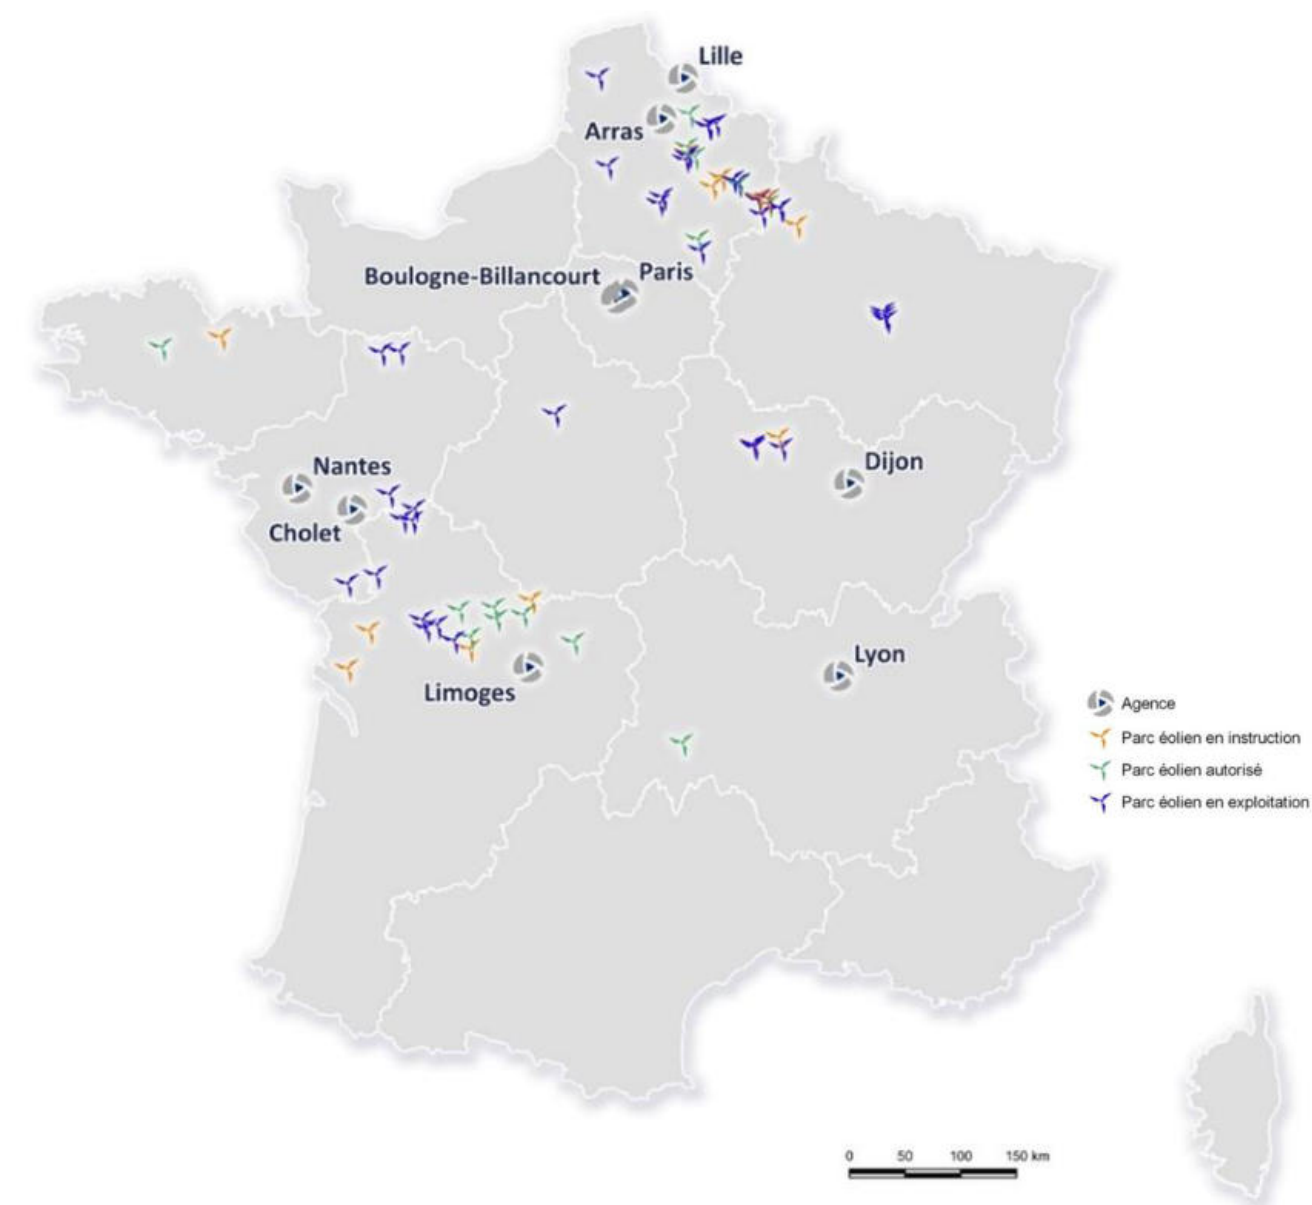 Lille
Arras
Boulogne-Billancourt
Paris
Nantes
Cholet
Dijon
Limoges
Lyon
Agence
Parc éolien en instruction
Parc éolien autorisé
Parc éolien en exploitation
0 50 100 150 km